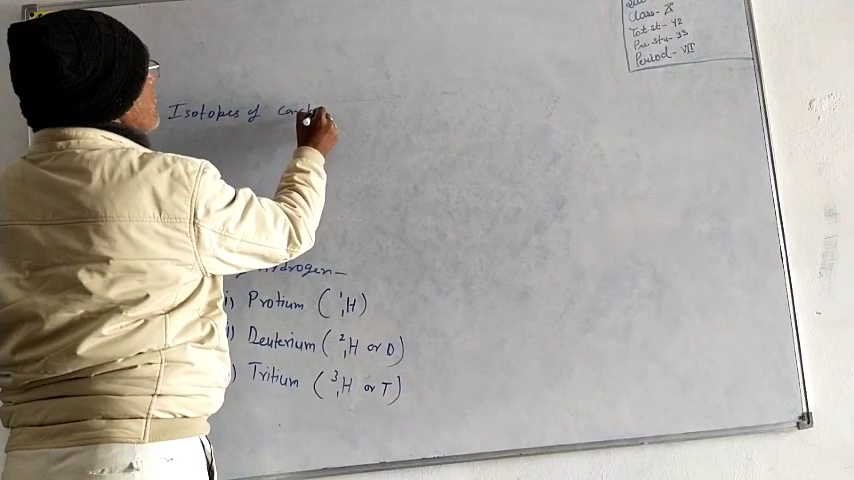 Class- X
Tot. st- 42
Pre. stu- 33
Period- VII
Isotopes of carb
hydrogen-
i) Protium ( ¹₁H)
i) Deuterium ( ²₁H or D)
) Tritium ( ³₁H or T)